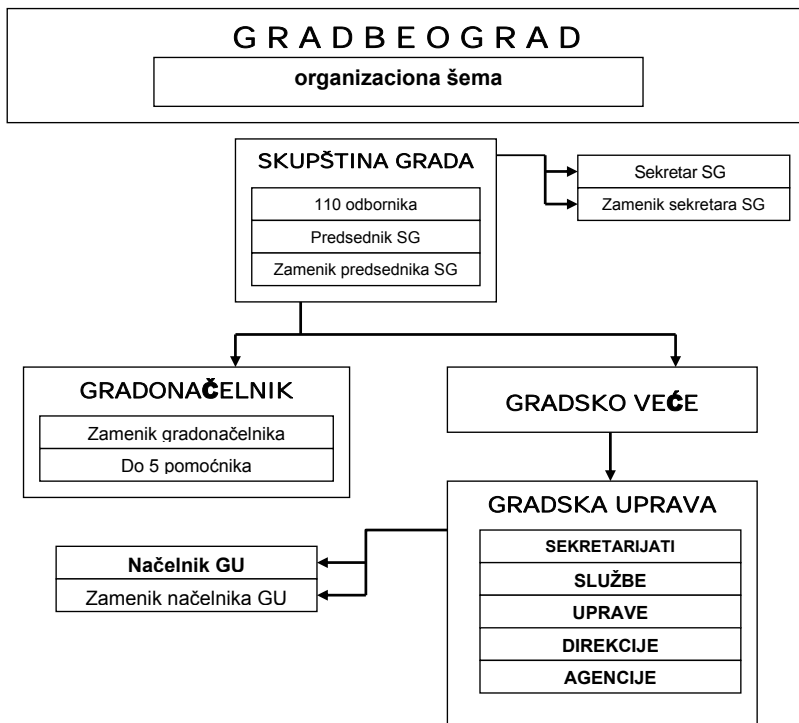 G R A D B E O G R A D
organizaciona šema
SKUPŠTINA GRADA
110 odbornika
Predsednik SG
Zamenik predsednika SG
Sekretar SG
Zamenik sekretara SG
GRADONAČELNIK
Zamenik gradonačelnika
Do 5 pomoćnika
GRADSKO VEĆE
GRADSKA UPRAVA
SEKRETARIJATI
SLUŽBE
UPRAVE
DIREKCIJE
AGENCIJE
Načelnik GU
Zamenik načelnika GU